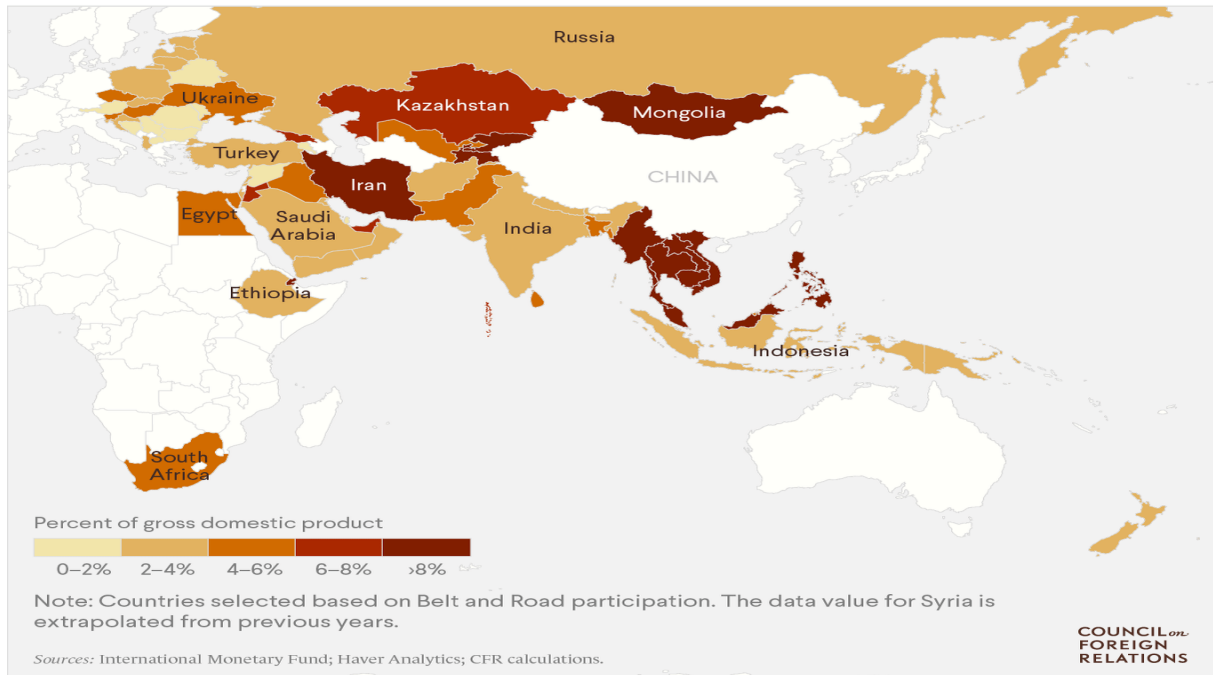 Russia
Ukraine
Kazakhstan
Mongolia
Turkey
CHINA
Iran
Egypt
Saudi
Arabia
India
Ethiopia
Indonesia
South
Africa
Percent of gross domestic product
0–2% 2–4% 4–6% 6–8% >8%
Note: Countries selected based on Belt and Road participation. The data value for Syria is
extrapolated from previous years.
Sources: International Monetary Fund; Haver Analytics; CFR calculations.
COUNCIL on
FOREIGN
RELATIONS